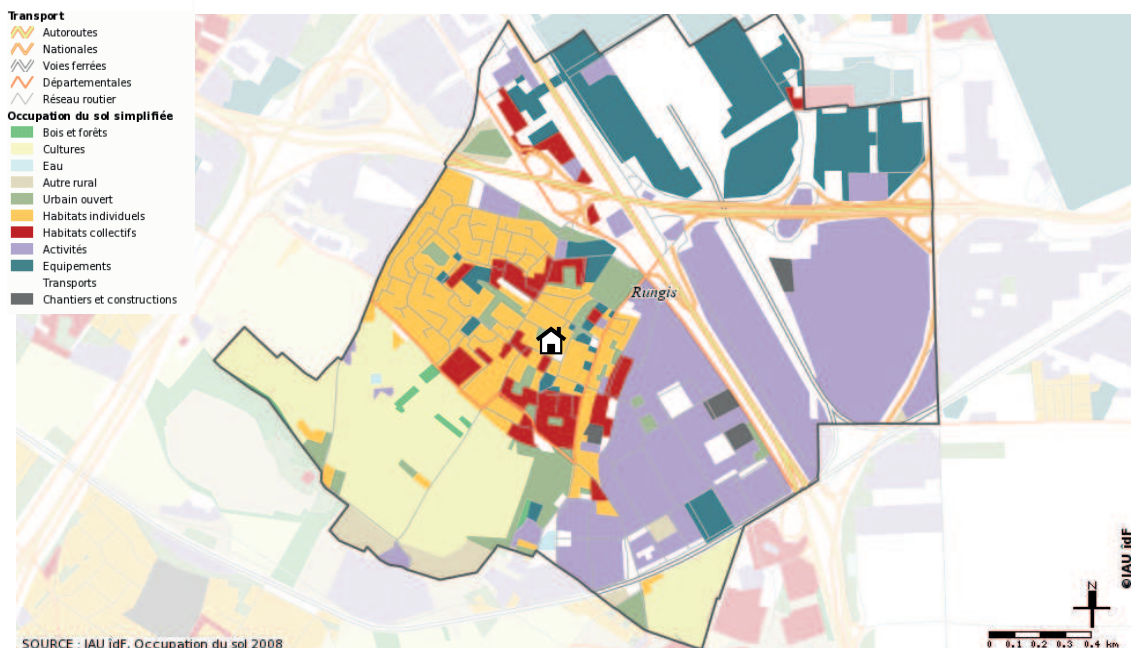 Transport
Autoroutes
Nationales
Voies ferrées
Départementales
Réseau routier
Occupation du sol simplifiée
Bois et forêts
Cultures
Eau
Autre rural
Urbain ouvert
Habitats individuels
Habitats collectifs
Activités
Equipements
Transports
Chantiers et constructions
Rungis
©IAU îdF
N
0 0.1 0.2 0.3 0.4 km
SOURCE : IAU îdF, Occupation du sol 2008